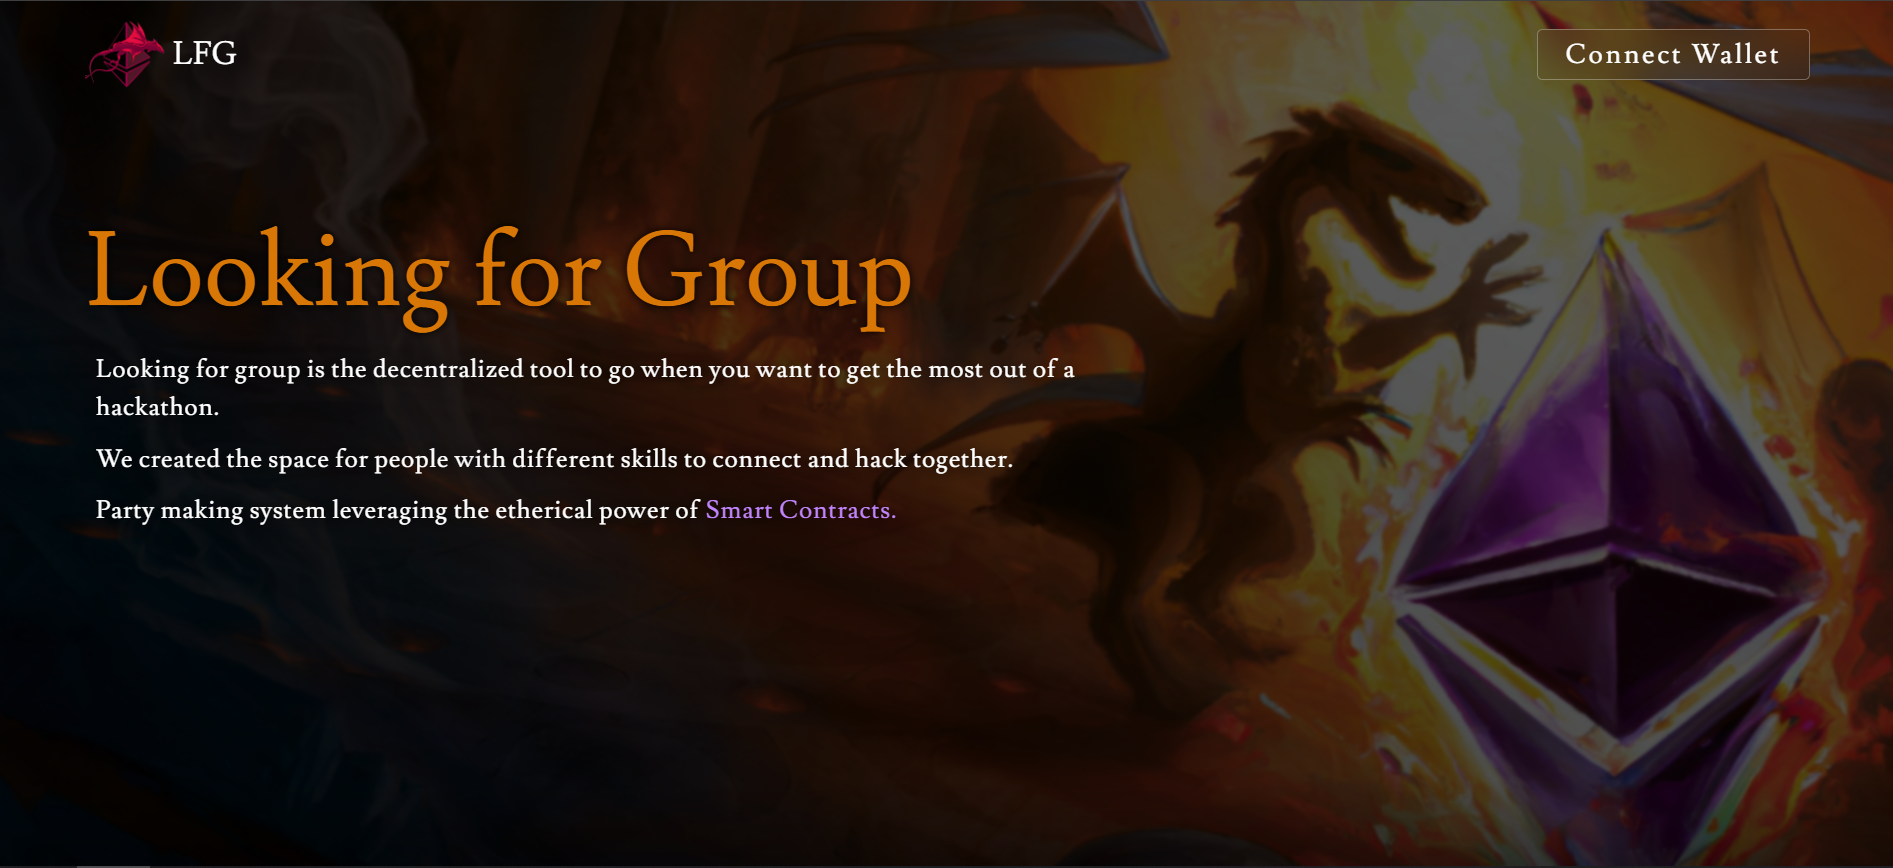 LFG
Connect Wallet
Looking for Group
Looking for group is the decentralized tool to go when you want to get the most out of a
hackathon.
We created the space for people with different skills to connect and hack together.
Party making system leveraging the etherical power of Smart Contracts.